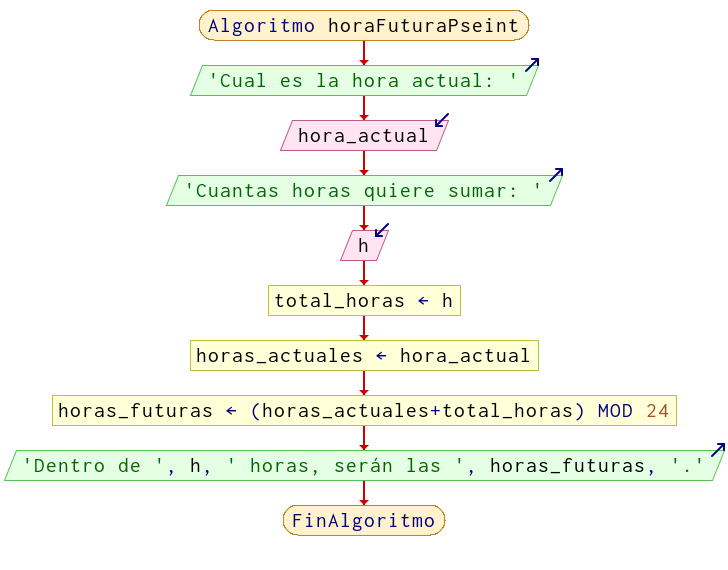 Algoritmo horaFuturaPseint
'Cual es la hora actual: '
hora_actual
'Cuantas horas quiere sumar: '
h
total_horas ← h
horas_actuales ← hora_actual
horas_futuras ← (horas_actuales+total_horas) MOD 24
'Dentro de ', h, ' horas, serán las ', horas_futuras, '.'
FinAlgoritmo